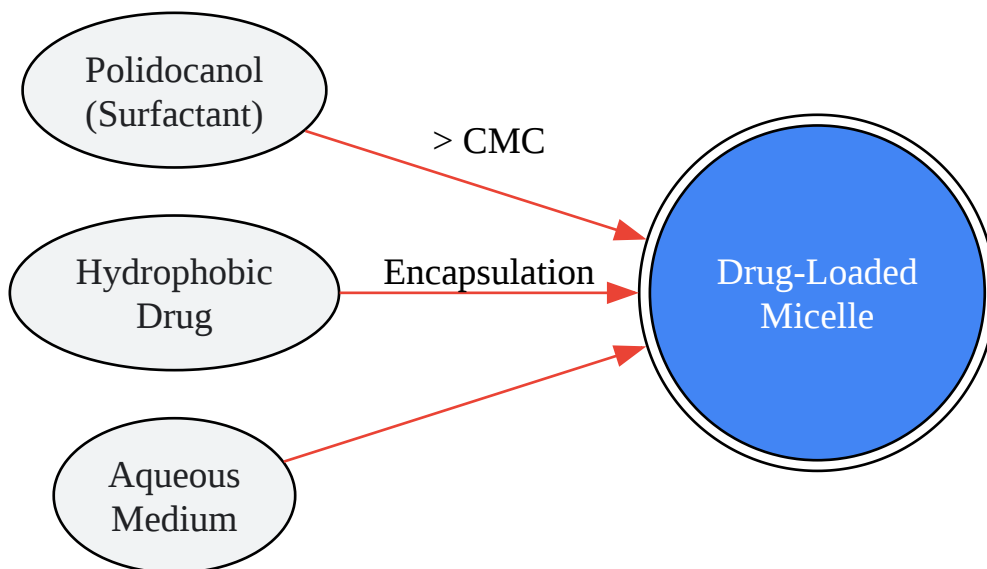 Polidocanol
(Surfactant)
> CMC
Hydrophobic
Drug
Encapsulation
Drug-Loaded
Micelle
Aqueous
Medium